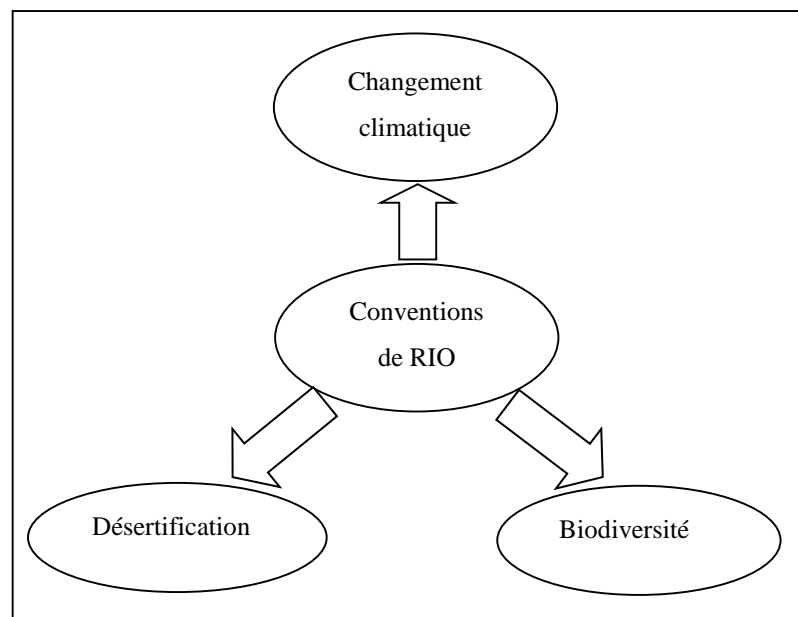 Changement
climatique
Conventions
de RIO
Désertification
Biodiversité